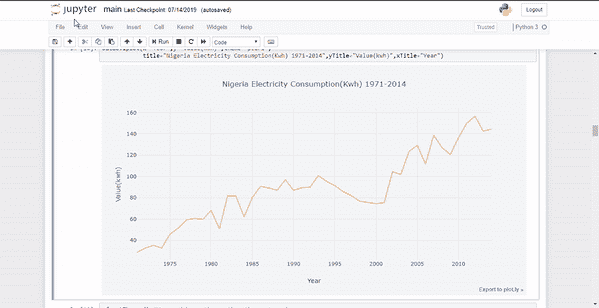 jupyter main Last Checkpoint 07/14/2019 (autosaved) Logout
File Edit View Insert Cell Kernel Widgets Help Trusted Python 3
Run Code
title="Nigeria Electricity Consumption(Kwh) 1971-2014",yTitle="Value(kwh)",xTitle="Year")
Nigeria Electricity Consumption(Kwh) 1971-2014
160
140
120
100
80
60
40
Value(kwh)
1975 1980 1985 1990 1995 2000 2005 2010
Year
Export to plot.ly »